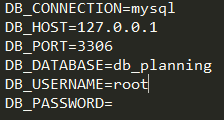 DB_CONNECTION=mysql
DB_HOST=127.0.0.1
DB_PORT=3306
DB_DATABASE=db_planning
DB_USERNAME=root
DB_PASSWORD=